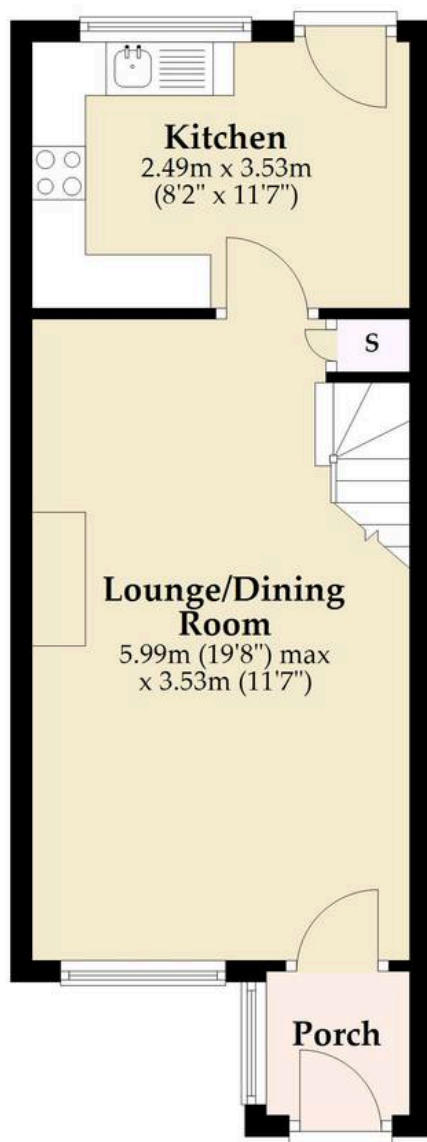 Kitchen
2.49m x 3.53m
(8'2" x 11'7")
S
Lounge/Dining
Room
5.99m (19'8") max
x 3.53m (11'7")
Porch